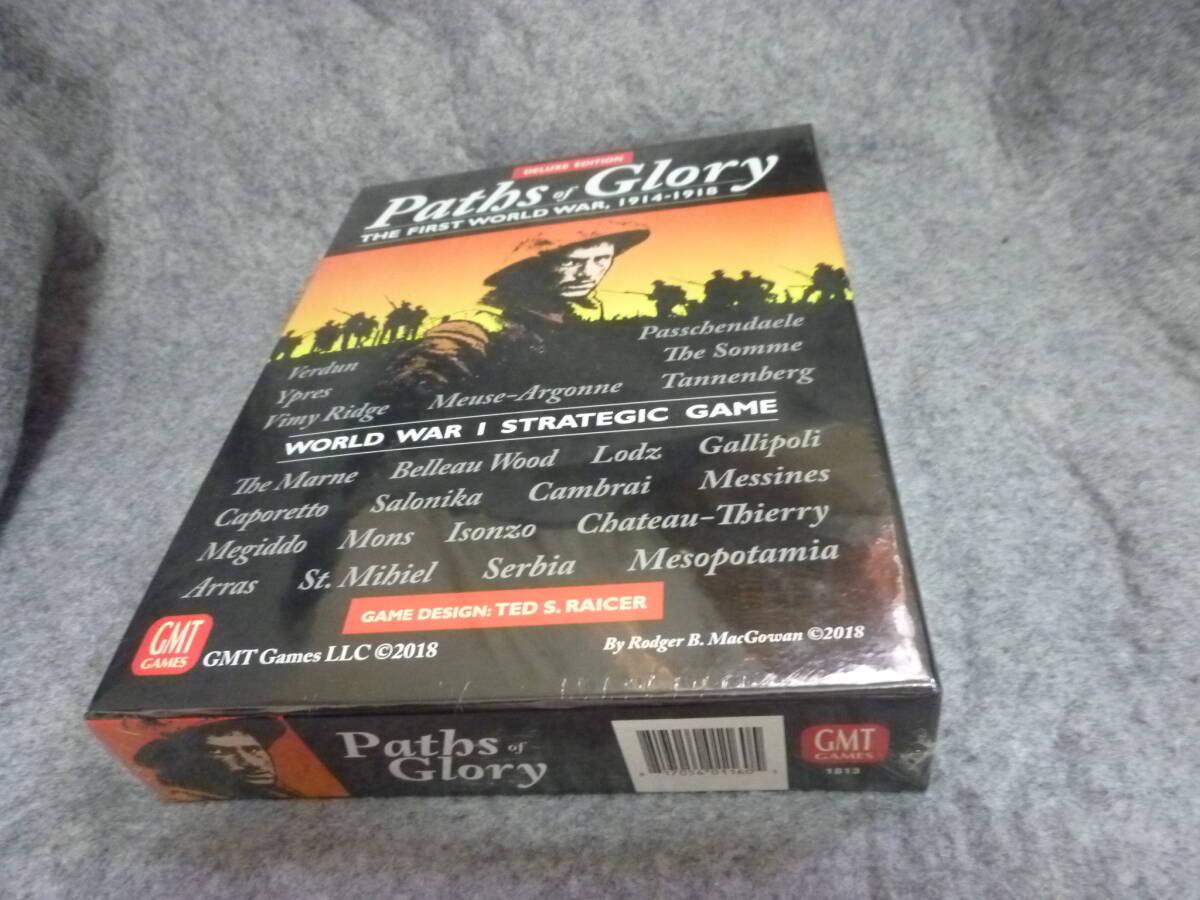 DELUXE EDITION
Paths of Glory
THE FIRST WORLD WAR, 1914-1918
Passchendaele
Verdun The Somme
Ypres Meuse-Argonne Tannenberg
Vimy Ridge
WORLD WAR I STRATEGIC GAME
The Marne Belleau Wood Lodz Gallipoli
Caporetto Salonika Cambrai Messines
Megiddo Mons Isonzo Chateau-Thierry
Arras St. Mihiel Serbia Mesopotamia
GAME DESIGN: TED S. RAICER
GMT
GAMES
GMT Games LLC ©2018
By Rodger B. MacGowan ©2018
Paths of
Glory
GMT
GAMES
1813